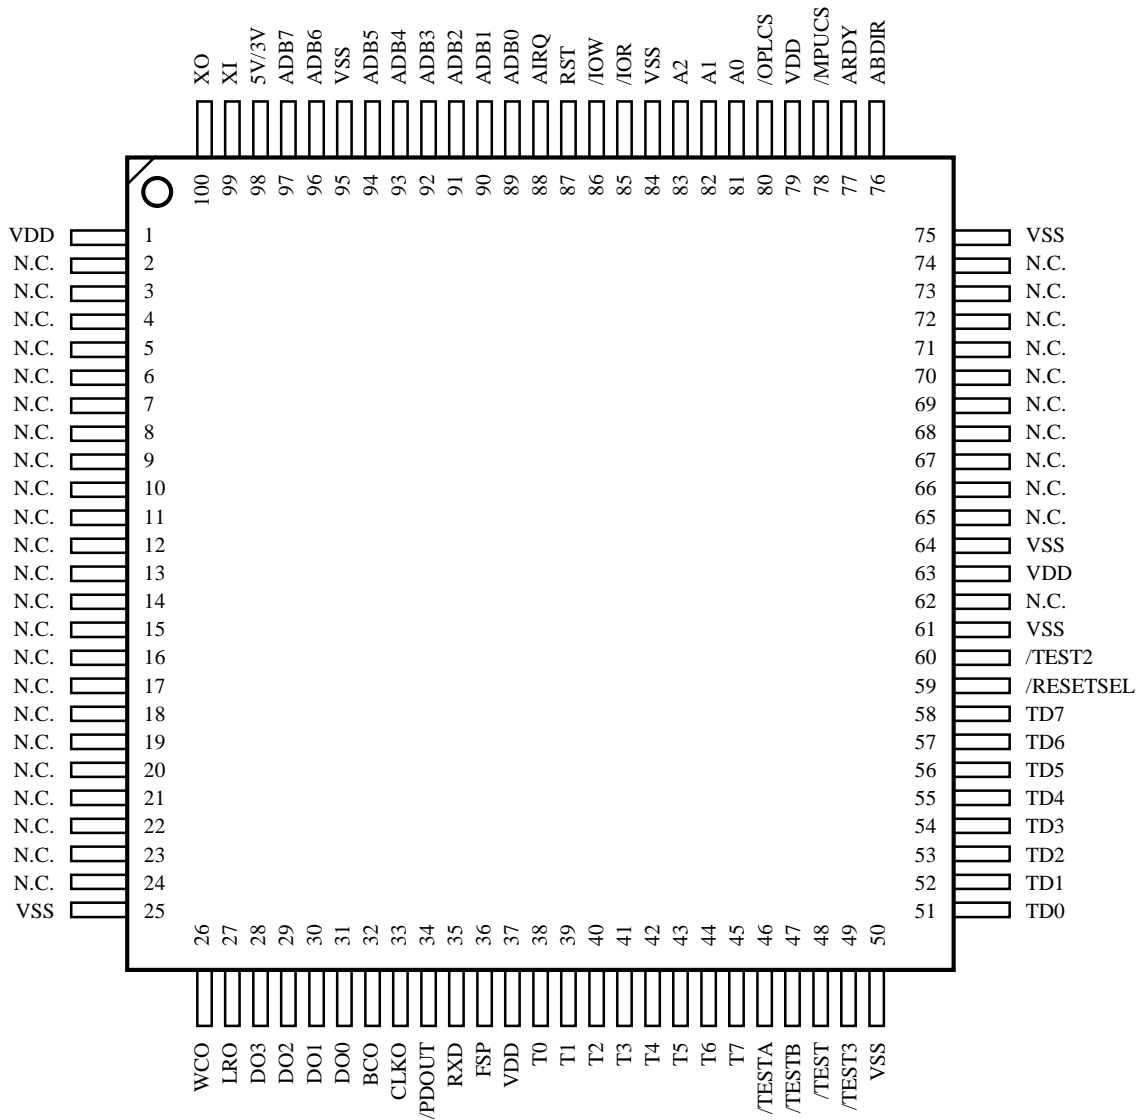 XO XI 5V/3V ADB7 ADB6 VSS ADB5 ADB4 ADB3 ADB2 ADB1 ADB0 AIRQ RST /IOW /IOR VSS A2 A1 A0 /OPLCS VDD /MPUCS ARDY ABDIR
100 99 98 97 96 95 94 93 92 91 90 89 88 87 86 85 84 83 82 81 80 79 78 77 76
VDD 1 75 VSS
N.C. 2 74 N.C.
N.C. 3 73 N.C.
N.C. 4 72 N.C.
N.C. 5 71 N.C.
N.C. 6 70 N.C.
N.C. 7 69 N.C.
N.C. 8 68 N.C.
N.C. 9 67 N.C.
N.C. 10 66 N.C.
N.C. 11 65 N.C.
N.C. 12 64 VSS
N.C. 13 63 VDD
N.C. 14 62 N.C.
N.C. 15 61 VSS
N.C. 16 60 /TEST2
N.C. 17 59 /RESETSEL
N.C. 18 58 TD7
N.C. 19 57 TD6
N.C. 20 56 TD5
N.C. 21 55 TD4
N.C. 22 54 TD3
N.C. 23 53 TD2
N.C. 24 52 TD1
VSS 25 51 TD0
26 27 28 29 30 31 32 33 34 35 36 37 38 39 40 41 42 43 44 45 46 47 48 49 50
WCO LRO DO3 DO2 DO1 DO0 BCO CLKO /PDOUT RXD FSP VDD T0 T1 T2 T3 T4 T5 T6 T7 /TESTA /TESTB /TEST /TEST3 VSS